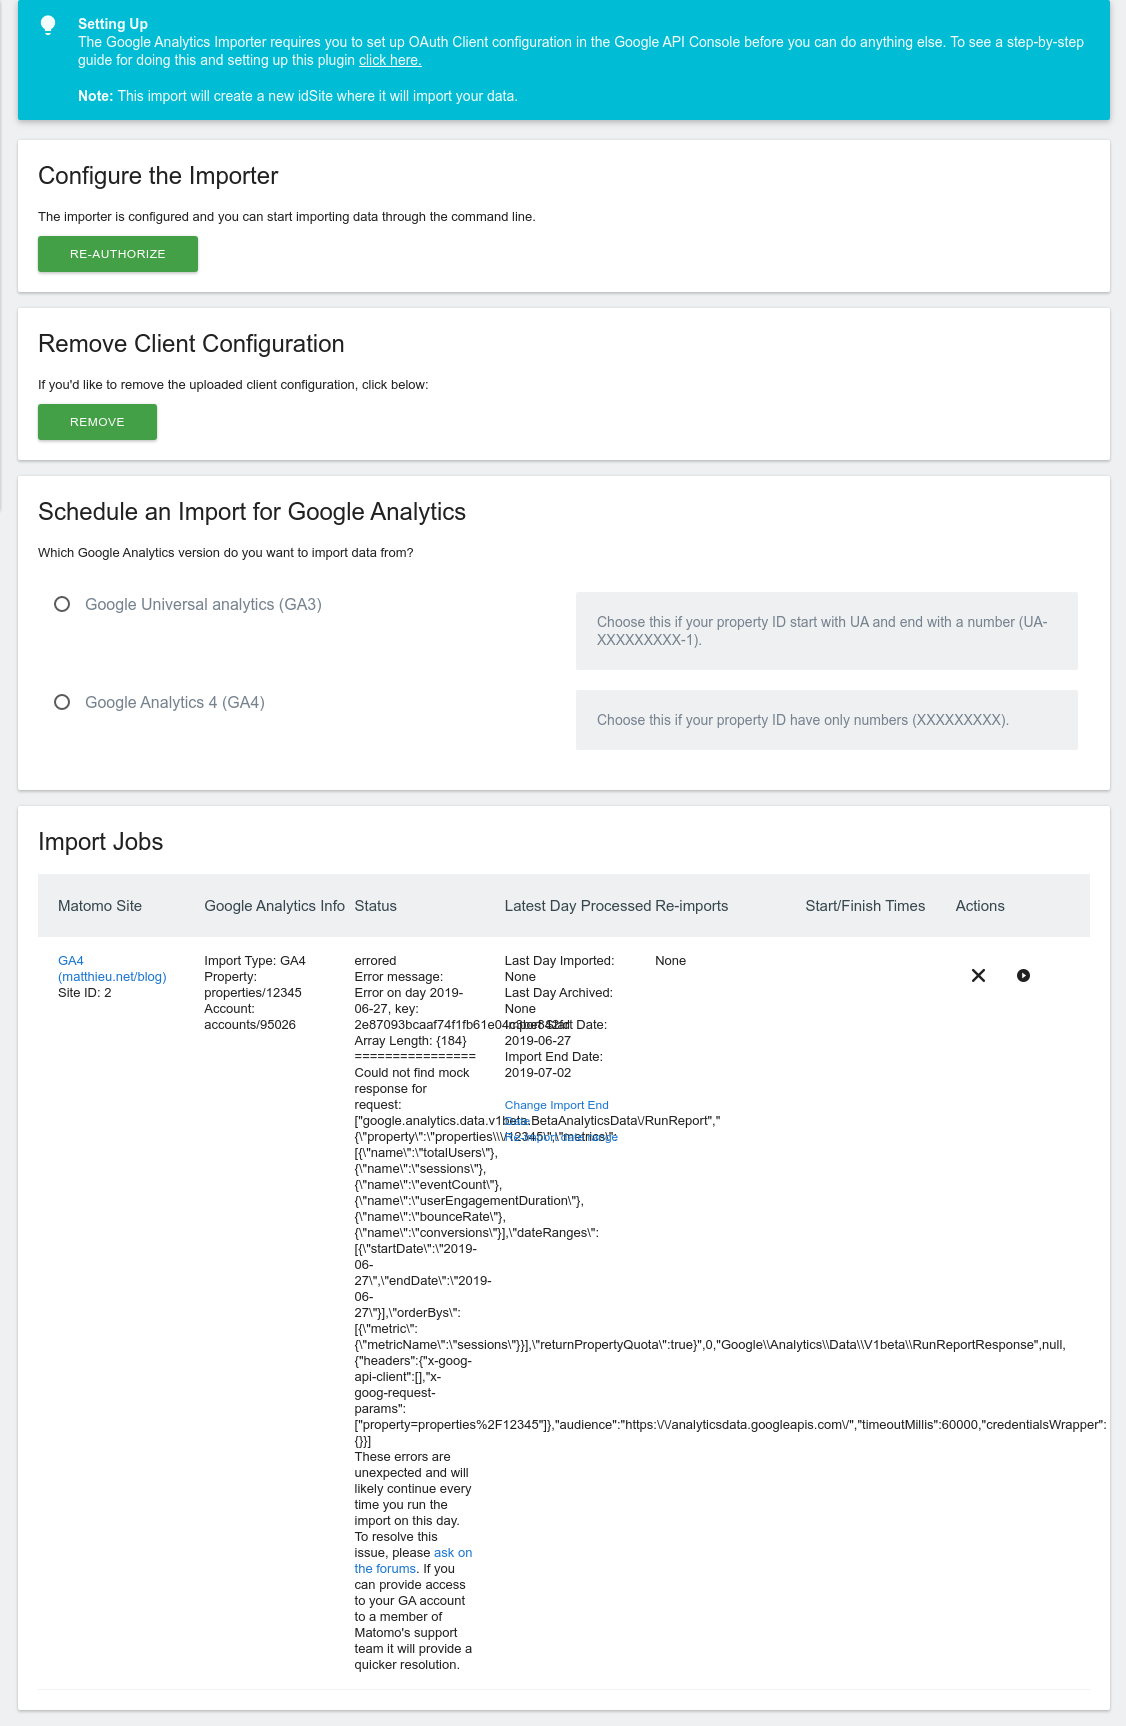 Setting Up
The Google Analytics Importer requires you to set up OAuth Client configuration in the Google API Console before you can do anything else. To see a step-by-step
guide for doing this and setting up this plugin click here.
Note: This import will create a new idSite where it will import your data.
Configure the Importer
The importer is configured and you can start importing data through the command line.
RE-AUTHORIZE
Remove Client Configuration
If you'd like to remove the uploaded client configuration, click below:
REMOVE
Schedule an Import for Google Analytics
Which Google Analytics version do you want to import data from?
Google Universal analytics (GA3)
Choose this if your property ID start with UA and end with a number (UA-
XXXXXXXXX-1).
Google Analytics 4 (GA4)
Choose this if your property ID have only numbers (XXXXXXXXX).
Import Jobs
Matomo Site Google Analytics Info Status Latest Day Processed Re-imports Start/Finish Times Actions
GA4
(matthieu.net/blog)
Site ID: 2
Import Type: GA4
Property:
properties/12345
Account:
accounts/95026
errored
Error message:
Error on day 2019-
06-27, key:
Array Length: {184}
================
Could not find mock
response for
request:
["google.analytics.data.v1beta.BetaAnalyticsData\/RunReport","
{\"property\":\"properties\\\/12345\",\"metrics\":
[{\"name\":\"totalUsers\"},
{\"name\":\"sessions\"},
{\"name\":\"eventCount\"},
{\"name\":\"userEngagementDuration\"},
{\"name\":\"bounceRate\"},
{\"name\":\"conversions\"}],\"dateRanges\":
[{\"startDate\":\"2019-
06-
27\",\"endDate\":\"2019-
06-
27\"}],\"orderBys\":
[{\"metric\":
{\"metricName\":\"sessions\"}}],\"returnPropertyQuota\":true}",0,"Google\\Analytics\\Data\\V1beta\\RunReportResponse",null,
{"headers":{"x-goog-
api-client":[],"x-
goog-request-
params":
["property=properties%2F12345"]},"audience":"https:\/\/analyticsdata.googleapis.com\/","timeoutMillis":60000,"credentialsWrapper":
{}}]
These errors are
unexpected and will
likely continue every
time you run the
import on this day.
To resolve this
issue, please ask on
the forums. If you
can provide access
to your GA account
to a member of
Matomo's support
team it will provide a
quicker resolution.
Last Day Imported:
None
Last Day Archived:
None
Import Start Date:
2019-06-27
Import End Date:
2019-07-02
Change Import End
None